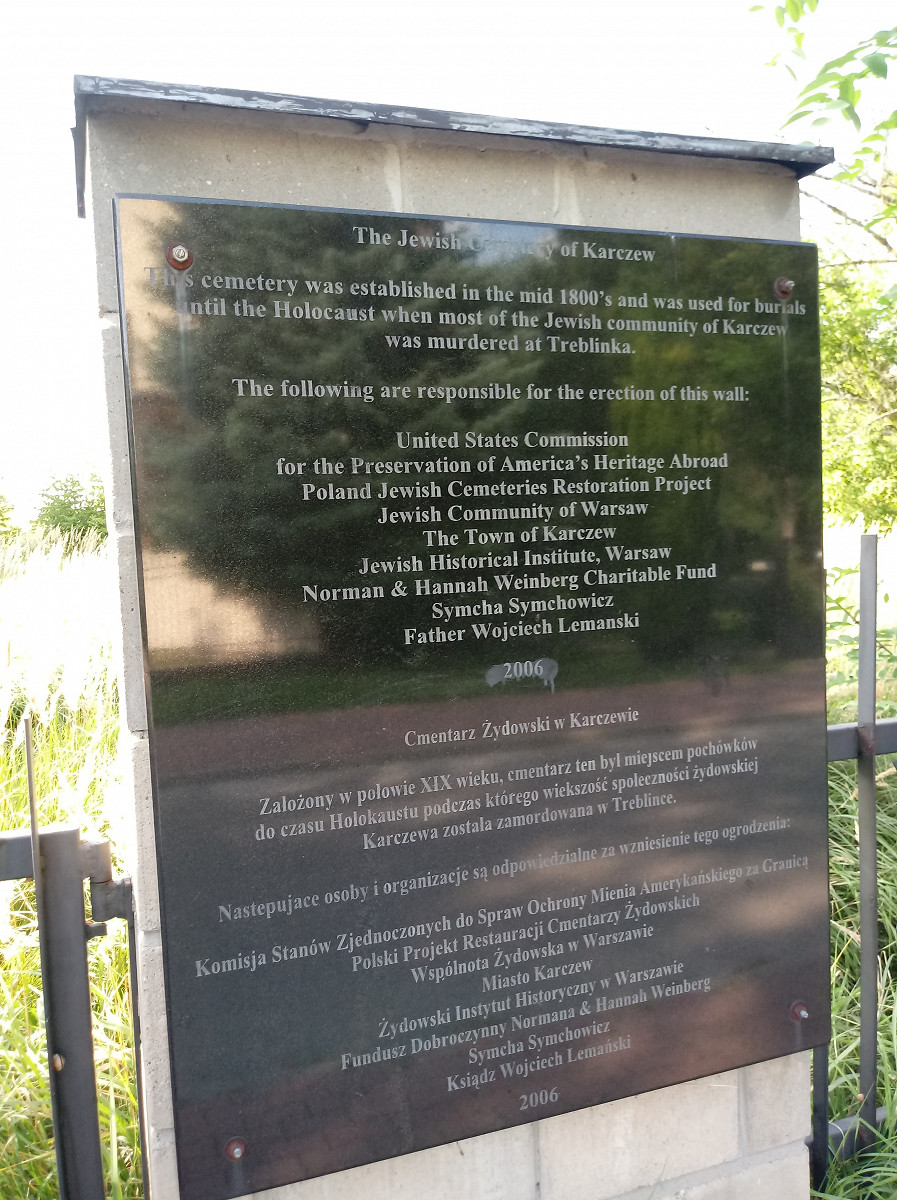 The Jewish Cemetery of Karczew
This cemetery was established in the mid 1800's and was used for burials
until the Holocaust when most of the Jewish community of Karczew
was murdered at Treblinka.
The following are responsible for the erection of this wall:
United States Commission
for the Preservation of America's Heritage Abroad
Poland Jewish Cemeteries Restoration Project
Jewish Community of Warsaw
The Town of Karczew
Jewish Historical Institute, Warsaw
Norman & Hannah Weinberg Charitable Fund
Symcha Symchowicz
Father Wojciech Lemanski
2006
Cmentarz Żydowski w Karczewie
Założony w połowie XIX wieku, cmentarz ten byl miejscem pochówków
do czasu Holokaustu podczas którego wiekszość społeczności żydowskiej
Karczewa zostala zamordowana w Treblince.
Nastepujace osoby i organizacje są odpowiedzialne za wzniesienie tego ogrodzenia:
Komisja Stanów Zjednoczonych do Spraw Ochrony Mienia Amerykańskiego za Granicą
Polski Projekt Restauracji Cmentarzy Żydowskich
Wspólnota Żydowska w Warszawie
Miasto Karczew
Żydowski Instytut Historyczny w Warszawie
Fundusz Dobroczynny Normana & Hannah Weinberg
Symcha Symchowicz
Ksiądz Wojciech Lemański
2006